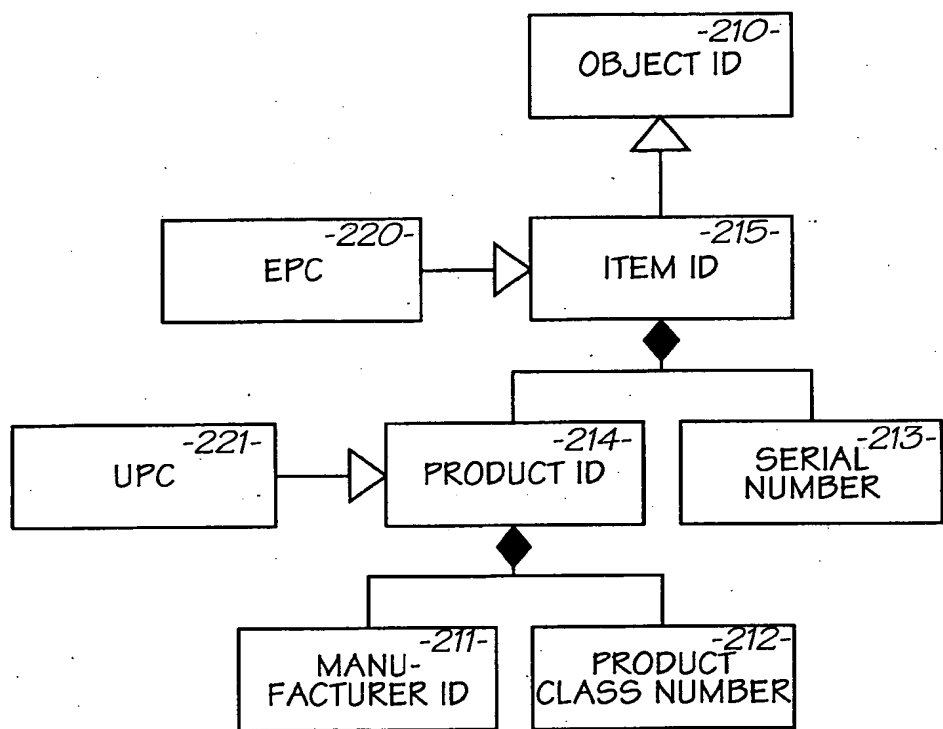 -210-
OBJECT ID
-220-
EPC
-215-
ITEM ID
-221-
UPC
-214-
PRODUCT ID
-213-
SERIAL
NUMBER
-211-
MANU-
FACTURER ID
-212-
PRODUCT
CLASS NUMBER